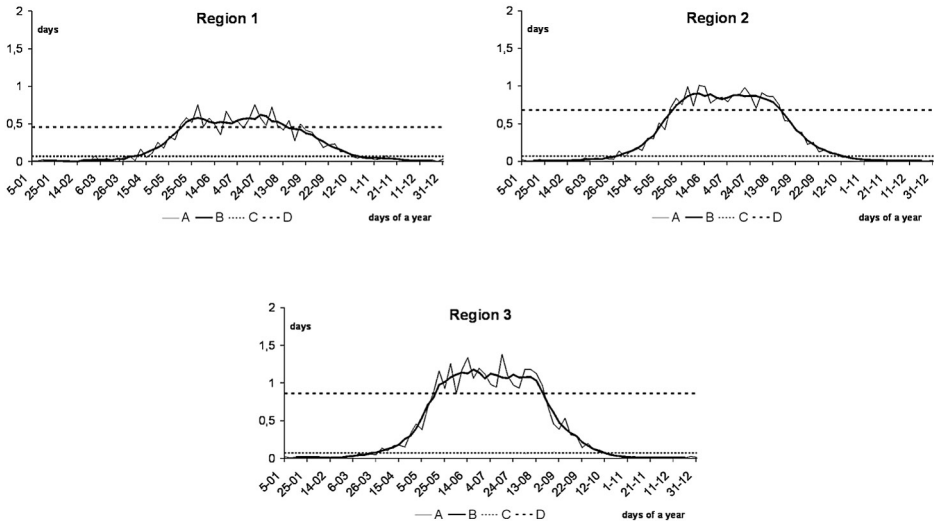 Region 1
days
2
1,5
1
0,5
0
5-01 25-01 14-02 6-03 26-03 15-04 5-05 25-05 14-06 4-07 24-07 13-08 2-09 22-09 12-10 1-11 21-11 11-12 31-12
A B C D
days of a year
Region 2
days
2
1,5
1
0,5
0
5-01 25-01 14-02 6-03 26-03 15-04 5-05 25-05 14-06 4-07 24-07 13-08 2-09 22-09 12-10 1-11 21-11 11-12 31-12
A B C D
days of a year
Region 3
days
2
1,5
1
0,5
0
5-01 25-01 14-02 6-03 26-03 15-04 5-05 25-05 14-06 4-07 24-07 13-08 2-09 22-09 12-10 1-11 21-11 11-12 31-12
A B C D
days of a year